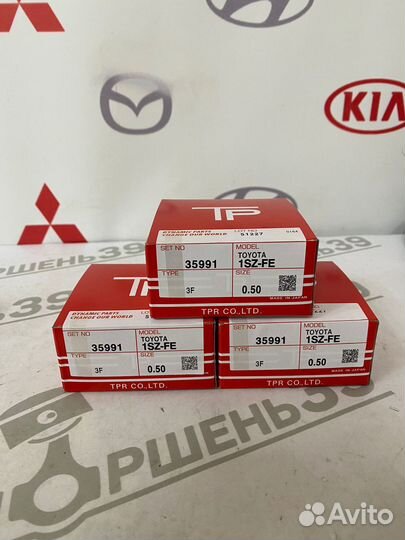 KIA
TP
DYNAMIC PARTS
CHANGE OUR WORLD
LOT NO.
51227
SET NO
MODEL
35991
TOYOTA
1SZ-FE
TYPE
SIZE
3F
0.50
MADE IN JAPAN
TPR CO.,LTD.
DYNAMIC PARTS
CHANGE OUR WORLD
SET NO
MODEL
35991
TOYOTA
1SZ-FE
TYPE
SIZE
3F
0.50
TPR CO.,LTD.
MODEL
35991
TOYOTA
1SZ-FE
SIZE
3F
0.50
MADE IN JAPAN
TPR CO.,LTD.
ПОРШЕНЬ39
Avito